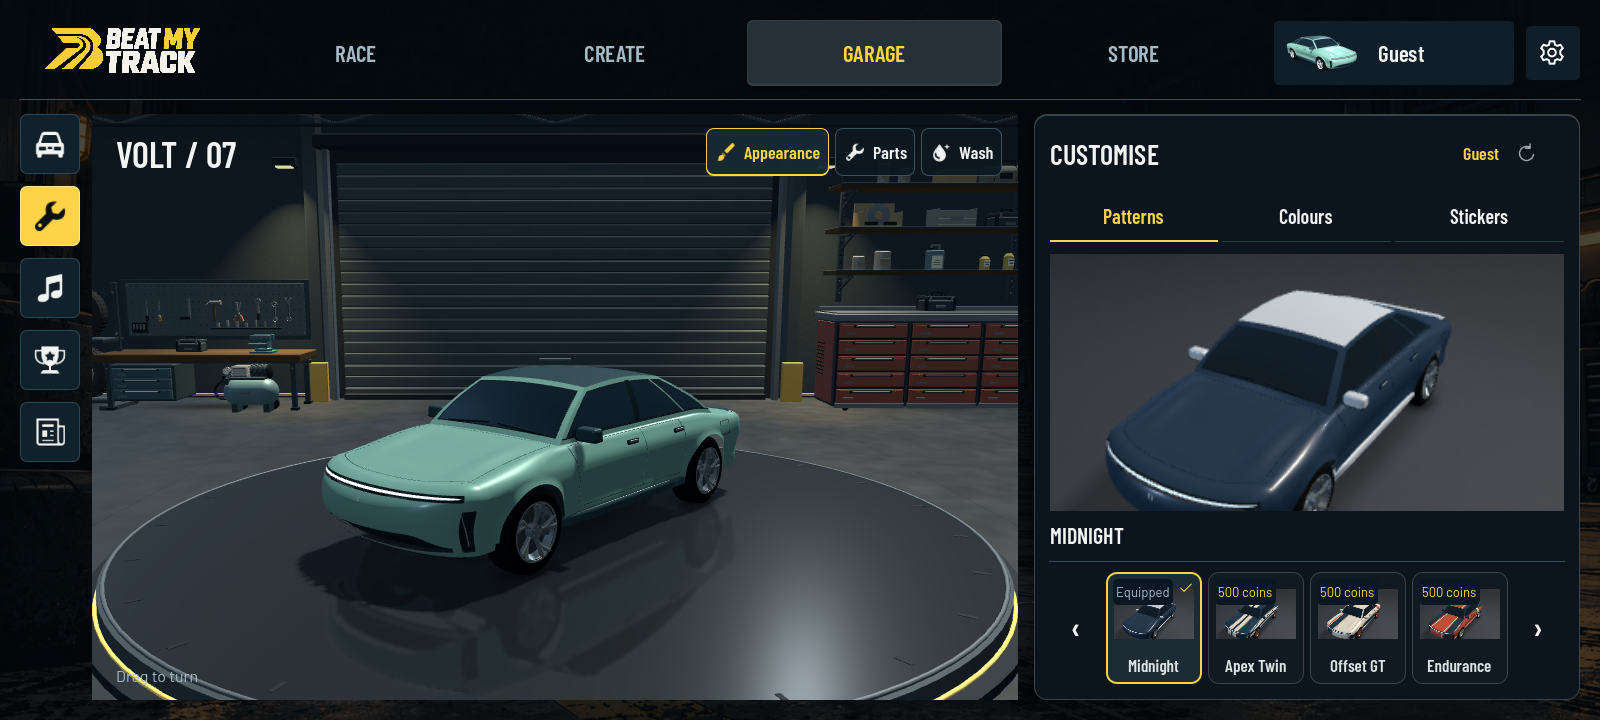 BEAT MY
TRACK
RACE
CREATE
GARAGE
STORE
Guest
VOLT / 07
Appearance
Parts
Wash
Drag to turn
CUSTOMISE
Guest
Patterns
Colours
Stickers
MIDNIGHT
Equipped
500 coins
500 coins
500 coins
Midnight
Apex Twin
Offset GT
Endurance